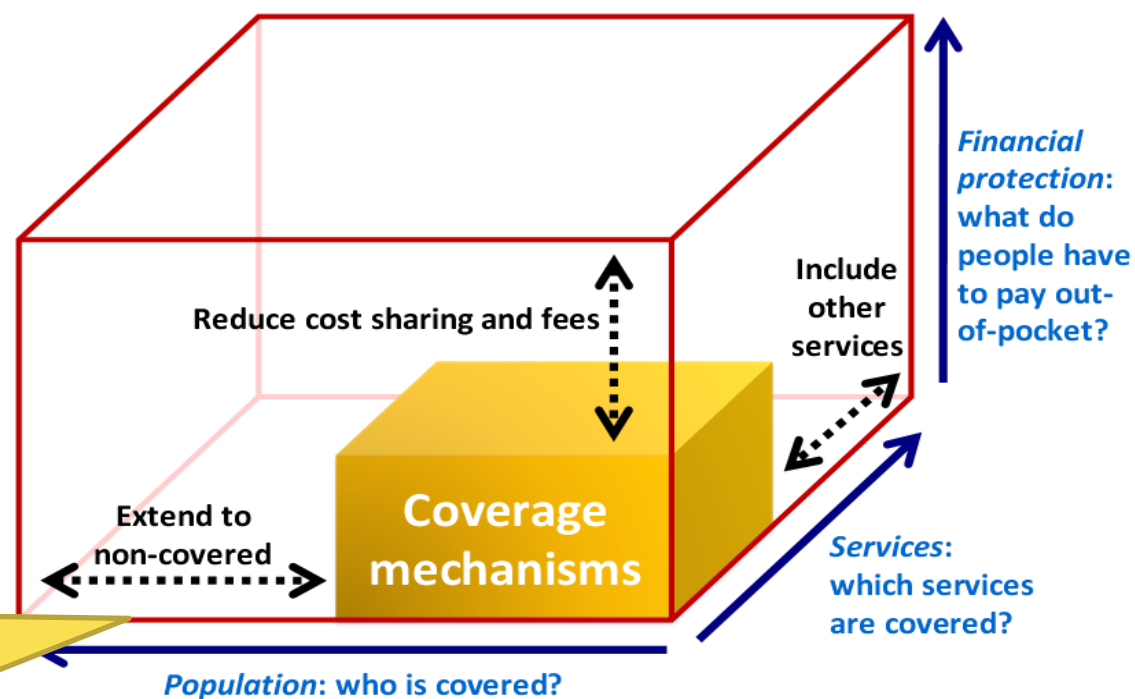 Financial
protection:
what do
people have
to pay out-
of-pocket?
Include
other
services
Reduce cost sharing and fees
Extend to
non-covered
Coverage
mechanisms
Services:
which services
are covered?
Population: who is covered?